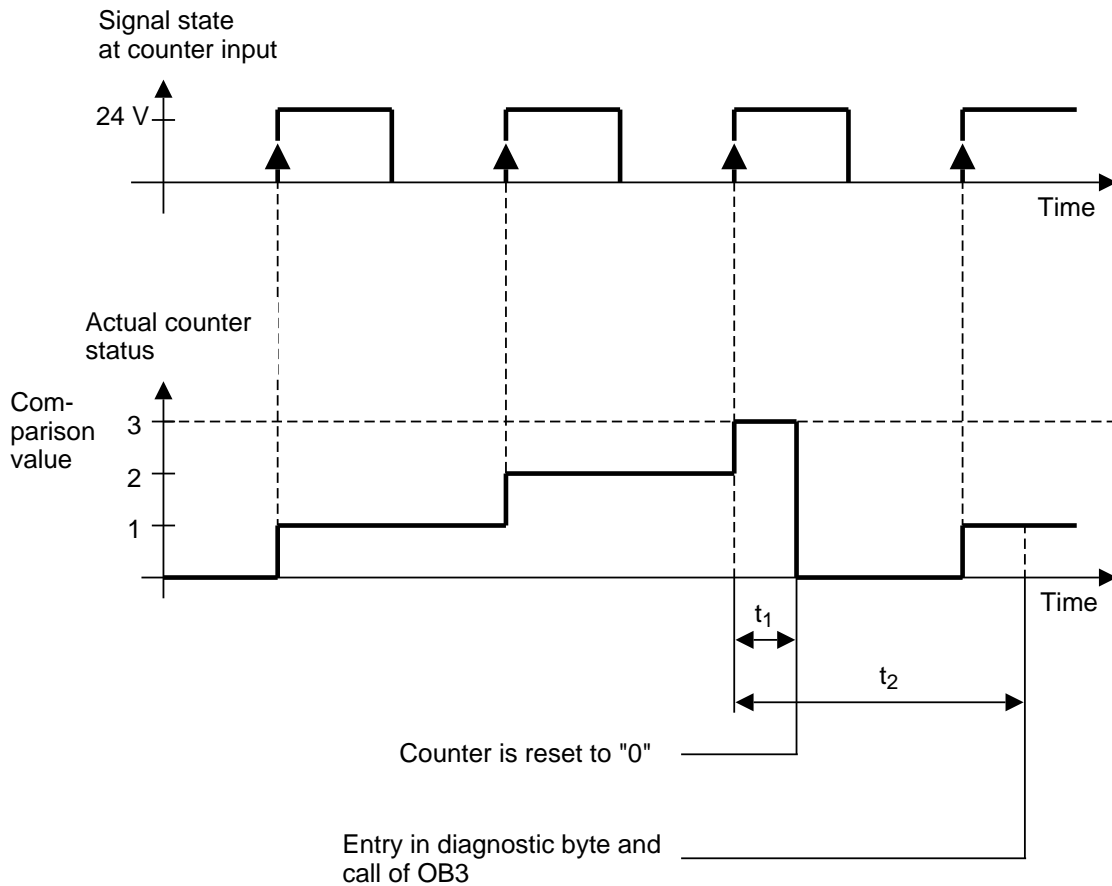 Signal state
at counter input
24 V
Time
Actual counter
status
Com-
parison
value
3
2
1
Time
t1
t2
Counter is reset to "0"
Entry in diagnostic byte and
call of OB3